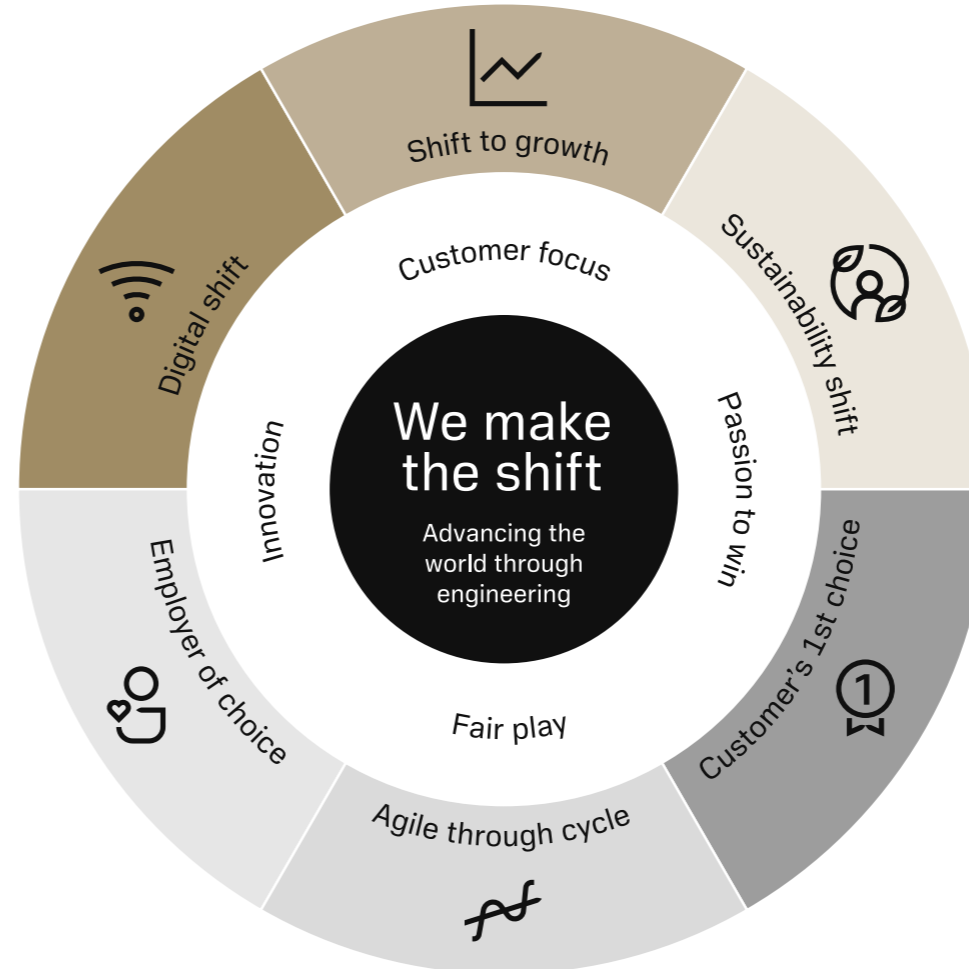 Shift to growth
Sustainability shift
Customer's 1st choice
Agile through cycle
Employer of choice
Digital shift
Customer focus
Passion to win
Fair play
Innovation
We make
the shift
Advancing the
world through
engineering
1